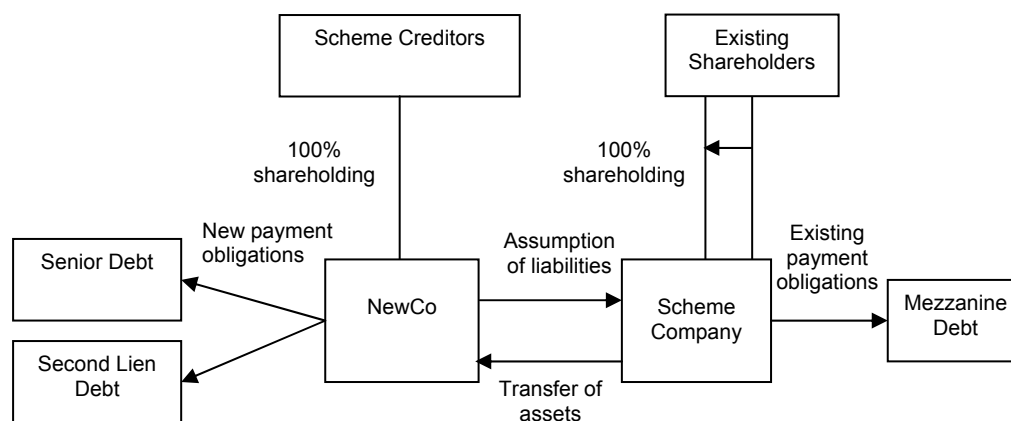 Scheme Creditors
Existing
Shareholders
100%
shareholding
100%
shareholding
New payment
obligations
Assumption
of liabilities
Existing
payment
obligations
Senior Debt
NewCo
Scheme
Company
Mezzanine
Debt
Second Lien
Debt
Transfer of
assets